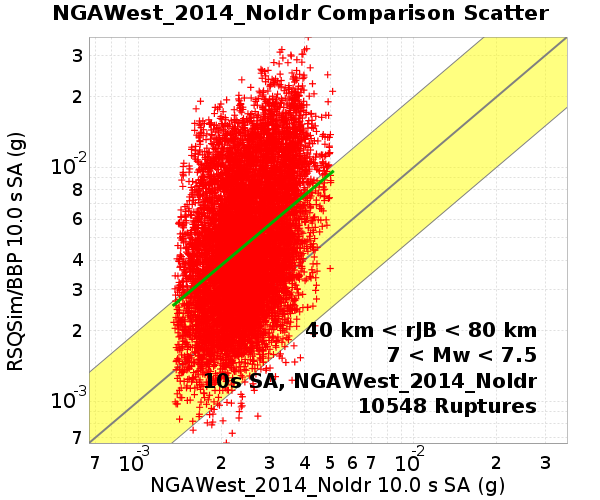 NGAWest_2014_NoIdr Comparison Scatter
RSQSim/BBP 10.0 s SA (g)
3
2
10-2
8
6
4
3
2
10-3
7
40 km < rJB < 80 km
7 < Mw < 7.5
10s SA, NGAWest_2014_NoIdr
10548 Ruptures
7 10-3 2 3 4 5 6 7 10-2 2 3
NGAWest_2014_NoIdr 10.0 s SA (g)